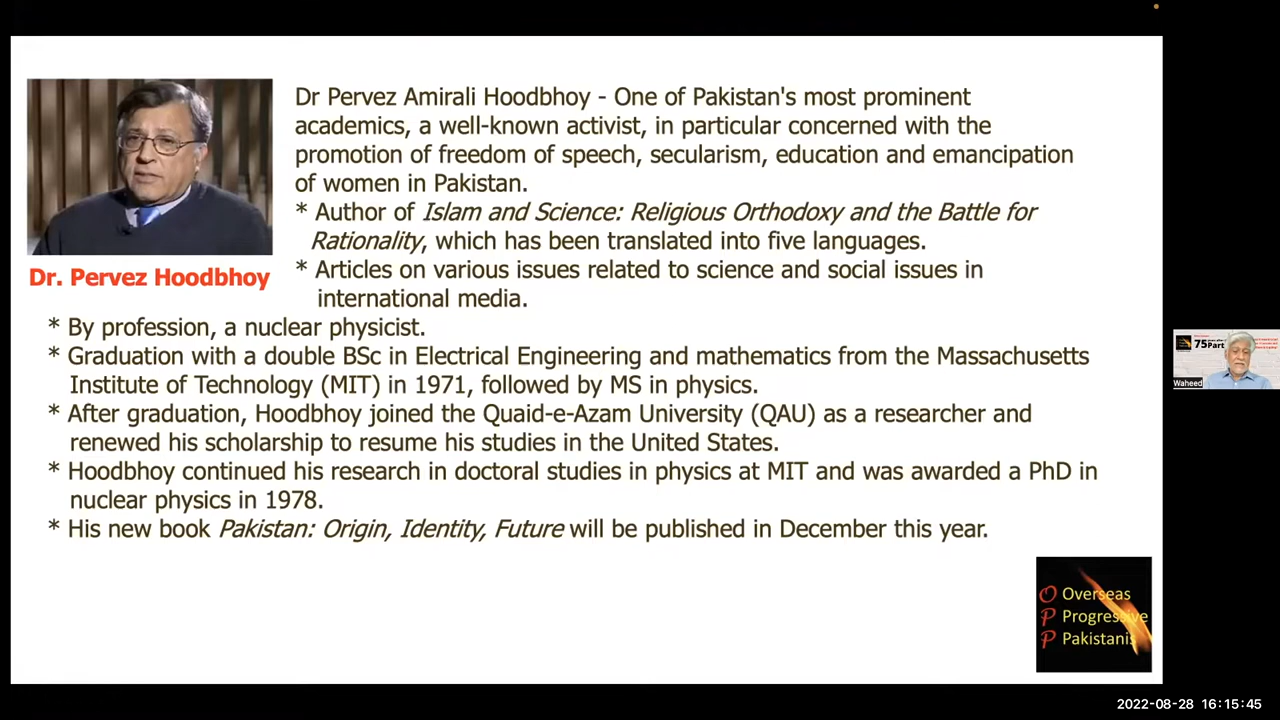 Dr Pervez Amirali Hoodbhoy - One of Pakistan's most prominent
academics, a well-known activist, in particular concerned with the
promotion of freedom of speech, secularism, education and emancipation
of women in Pakistan.
* Author of Islam and Science: Religious Orthodoxy and the Battle for
Rationality, which has been translated into five languages.
* Articles on various issues related to science and social issues in
international media.
Dr. Pervez Hoodbhoy
* By profession, a nuclear physicist.
* Graduation with a double BSc in Electrical Engineering and mathematics from the Massachusetts
Institute of Technology (MIT) in 1971, followed by MS in physics.
* After graduation, Hoodbhoy joined the Quaid-e-Azam University (QAU) as a researcher and
renewed his scholarship to resume his studies in the United States.
* Hoodbhoy continued his research in doctoral studies in physics at MIT and was awarded a PhD in
nuclear physics in 1978.
* His new book Pakistan: Origin, Identity, Future will be published in December this year.
O Overseas
P Progressive
P Pakistanis
75
Part
Waheed
2022-08-28 16:15:45